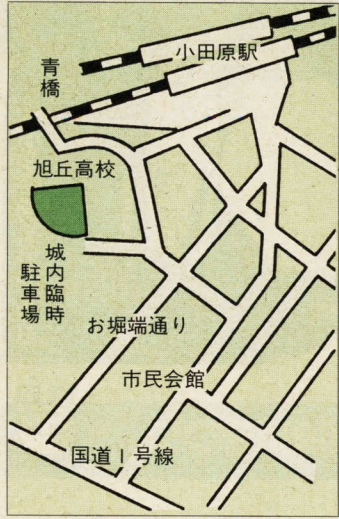 小田原駅
青橋
旭丘高校
城内臨時
駐車場
お堀端通り
市民会館
国道1号線